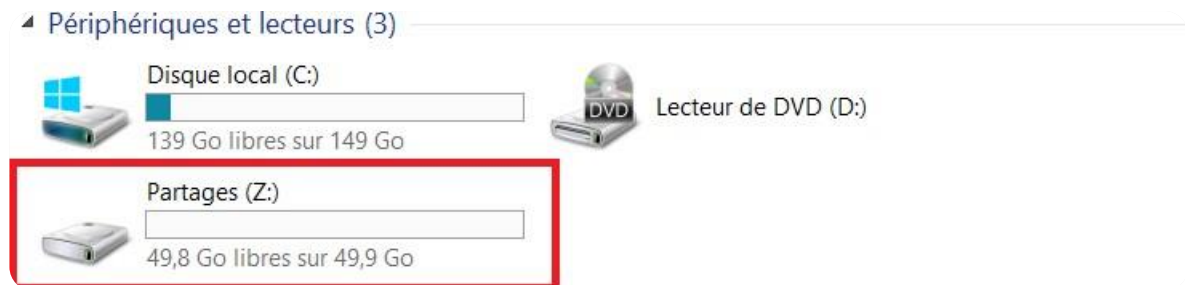 Périphériques et lecteurs (3)
Disque local (C:)
139 Go libres sur 149 Go
DVD
Lecteur de DVD (D:)
Partages (Z:)
49,8 Go libres sur 49,9 Go